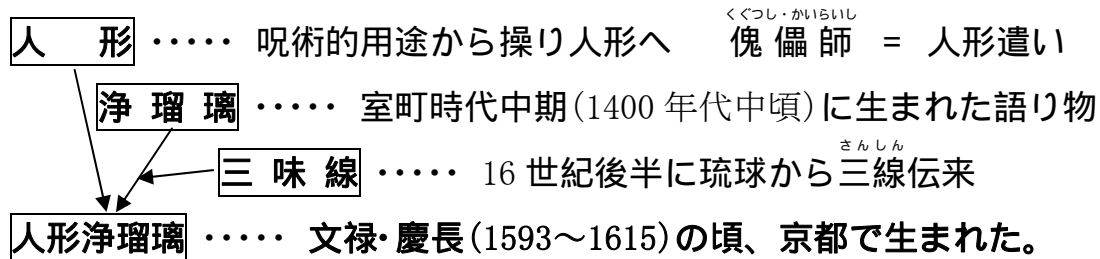 くぐつし・かいらいし
人　形 ····· 呪術的用途から操り人形へ　傀儡師 = 人形遣い
浄瑠璃 ····· 室町時代中期(1400 年代中頃)に生まれた語り物
さんしん
三味線 ····· 16 世紀後半に琉球から三線伝来
人形浄瑠璃 ····· 文禄・慶長(1593～1615)の頃、京都で生まれた。